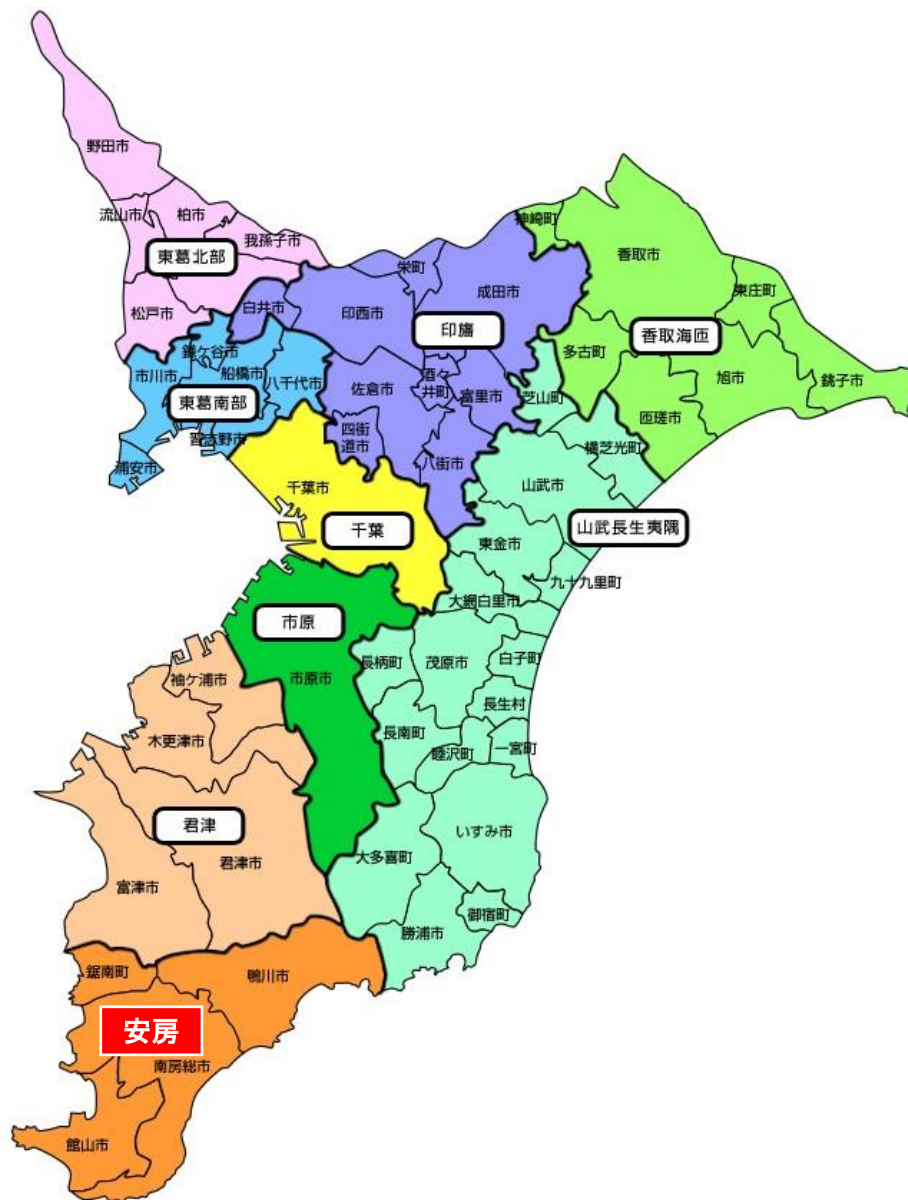 野田市
流山市
柏市
我孫子市
東葛北部
松戸市
神崎町
香取市
東庄町
栄町
成田市
白井市
印西市
印旛
香取海匝
多古町
旭市
銚子市
匝瑳市
鎌ケ谷市
市川市
船橋市
八千代市
東葛南部
習志野市
浦安市
佐倉市
酒々
井町
富里市
四街
道市
八街市
芝山町
横芝光町
山武市
山武長生夷隅
千葉市
千葉
東金市
九十九里町
大網白里市
市原
市原市
長柄町
茂原市
白子町
長生村
長南町
睦沢町
一宮町
袖ケ浦市
木更津市
君津
君津市
富津市
いすみ市
大多喜町
御宿町
勝浦市
鋸南町
鴨川市
安房
南房総市
館山市